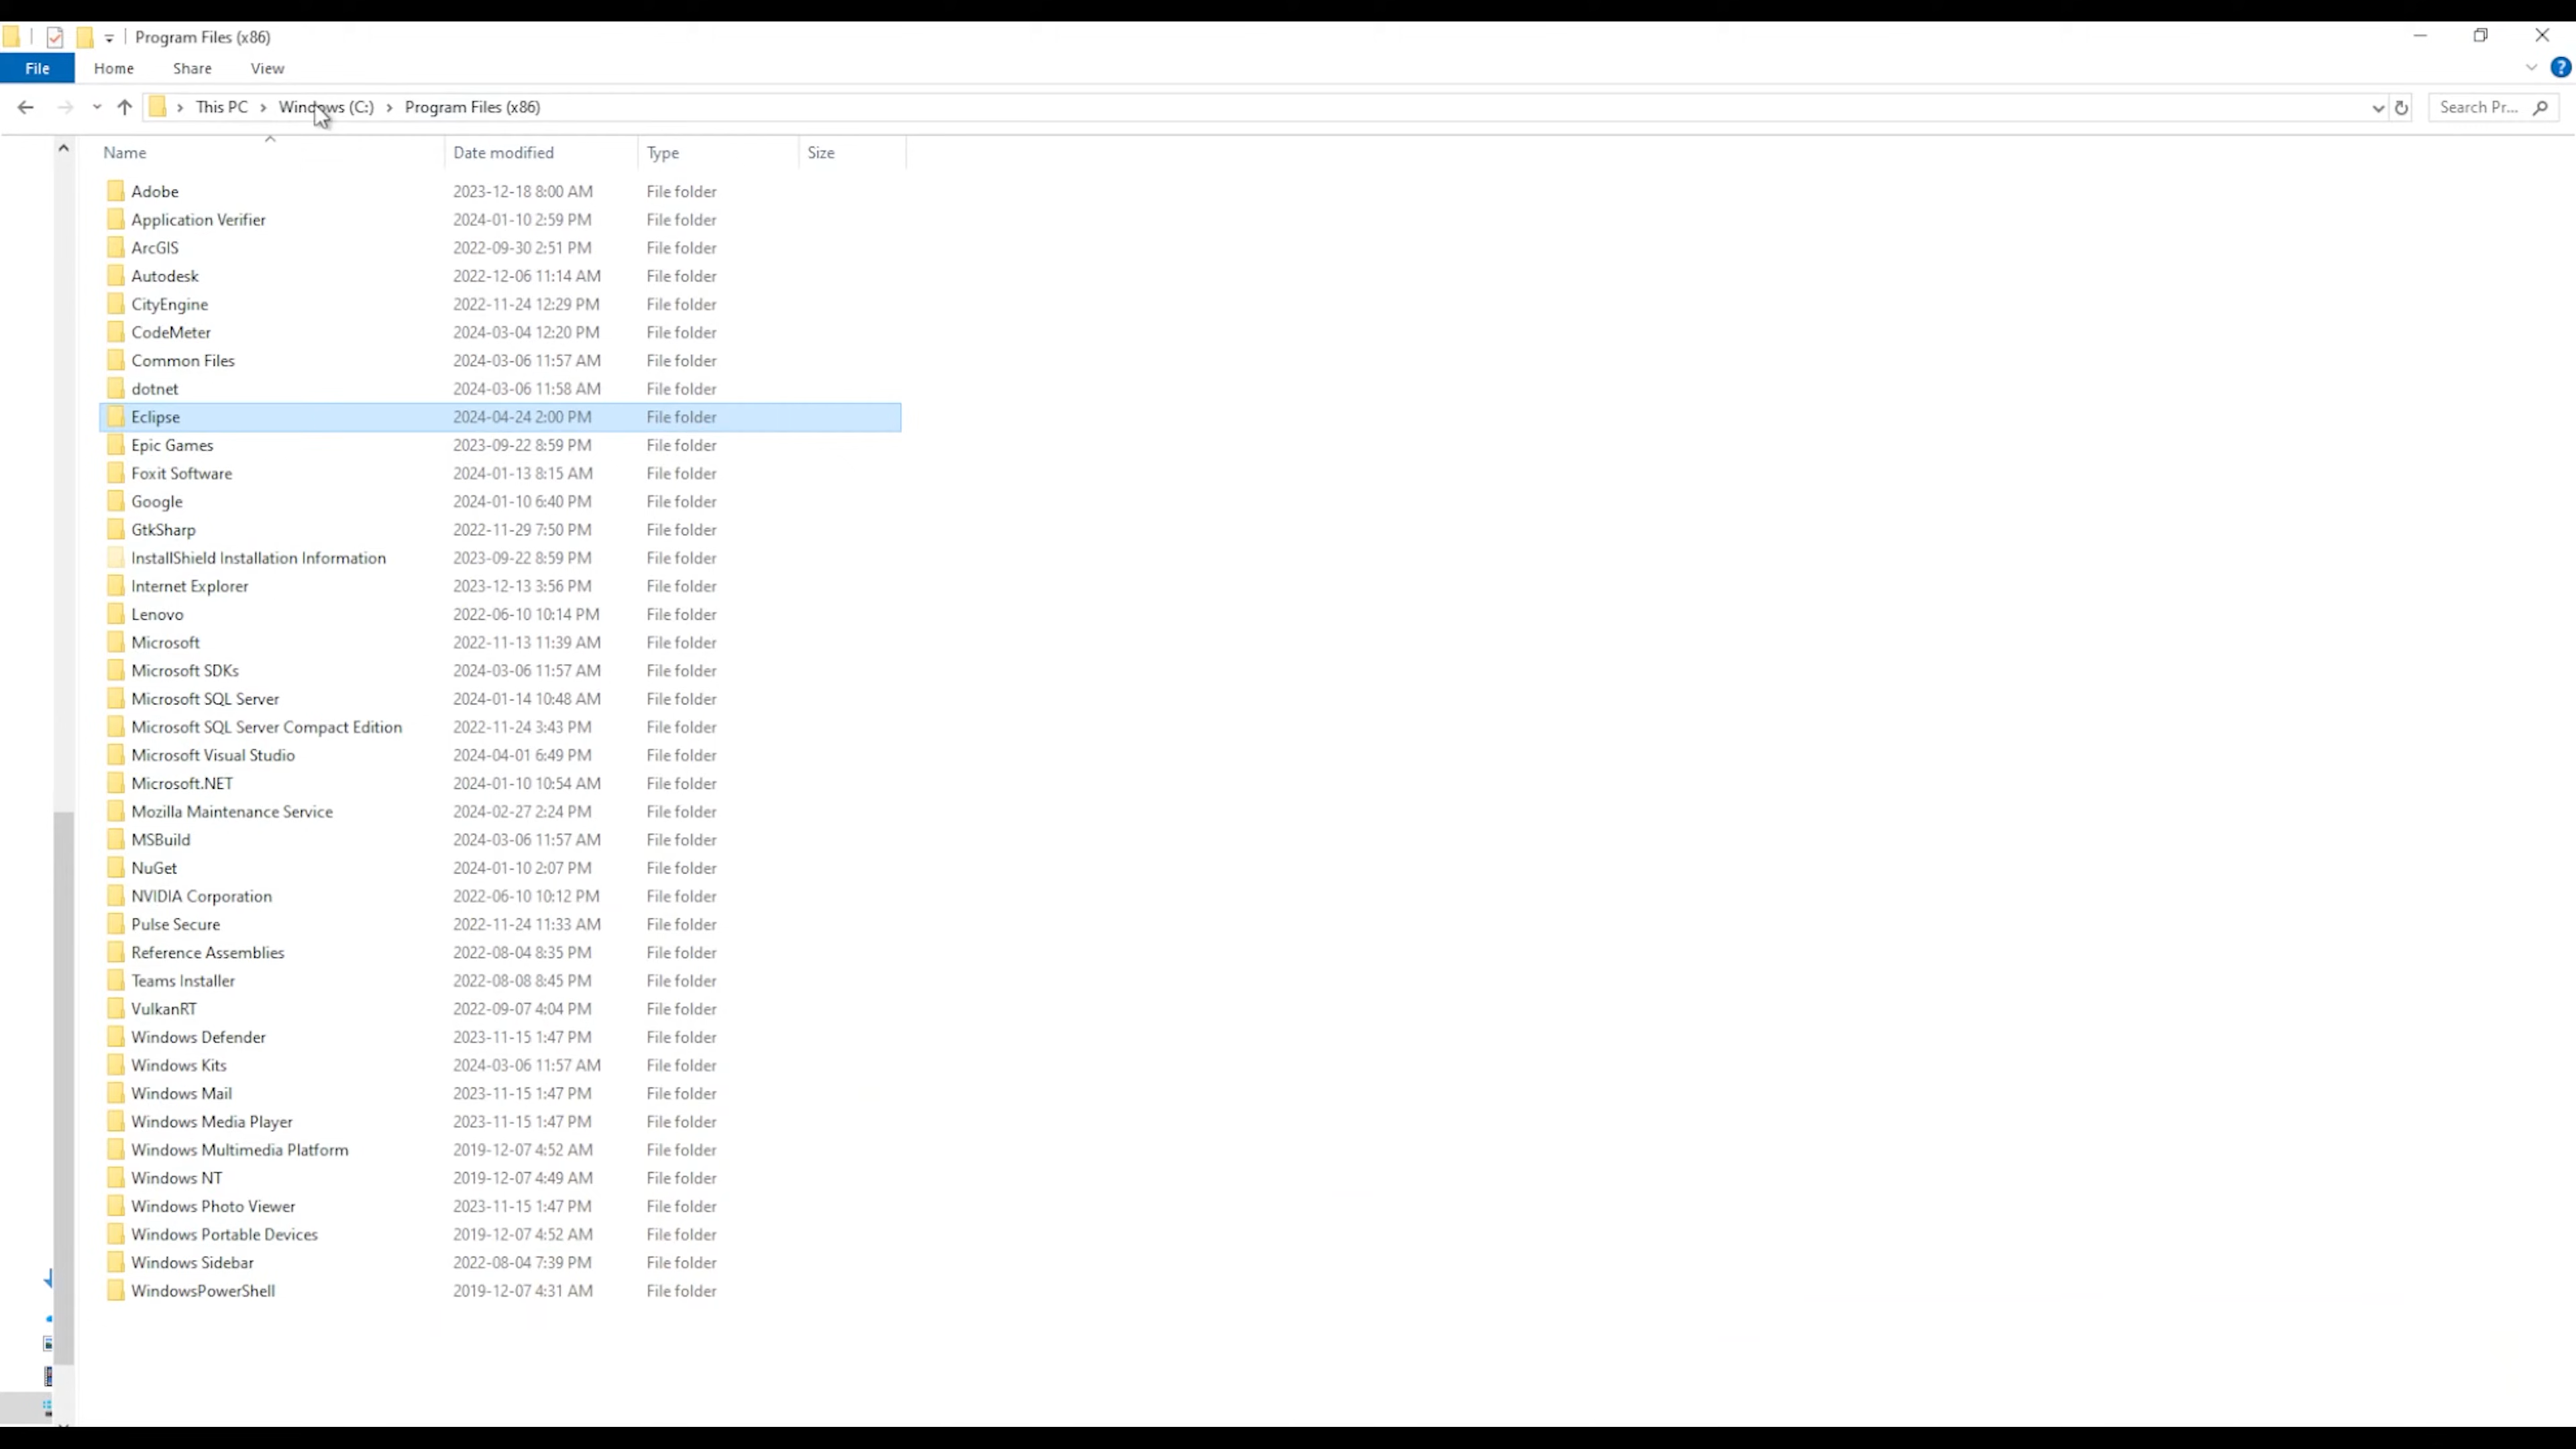 Program Files (x86)
File Home Share View
This PC Windows (C:) Program Files (x86) Search Pr...
Name Date modified Type Size
Adobe 2023-12-18 8:00 AM File folder
Application Verifier 2024-01-10 2:59 PM File folder
ArcGIS 2022-09-30 2:51 PM File folder
Autodesk 2022-12-06 11:14 AM File folder
CityEngine 2022-11-24 12:29 PM File folder
CodeMeter 2024-03-04 12:20 PM File folder
Common Files 2024-03-06 11:57 AM File folder
dotnet 2024-03-06 11:58 AM File folder
Eclipse 2024-04-24 2:00 PM File folder
Epic Games 2023-09-22 8:59 PM File folder
Foxit Software 2024-01-13 8:15 AM File folder
Google 2024-01-10 6:40 PM File folder
GtkSharp 2022-11-29 7:50 PM File folder
InstallShield Installation Information 2023-09-22 8:59 PM File folder
Internet Explorer 2023-12-13 3:56 PM File folder
Lenovo 2022-06-10 10:14 PM File folder
Microsoft 2022-11-13 11:39 AM File folder
Microsoft SDKs 2024-03-06 11:57 AM File folder
Microsoft SQL Server 2024-01-14 10:48 AM File folder
Microsoft SQL Server Compact Edition 2022-11-24 3:43 PM File folder
Microsoft Visual Studio 2024-04-01 6:49 PM File folder
Microsoft.NET 2024-01-10 10:54 AM File folder
Mozilla Maintenance Service 2024-02-27 2:24 PM File folder
MSBuild 2024-03-06 11:57 AM File folder
NuGet 2024-01-10 2:07 PM File folder
NVIDIA Corporation 2022-06-10 10:12 PM File folder
Pulse Secure 2022-11-24 11:33 AM File folder
Reference Assemblies 2022-08-04 8:35 PM File folder
Teams Installer 2022-08-08 8:45 PM File folder
VulkanRT 2022-09-07 4:04 PM File folder
Windows Defender 2023-11-15 1:47 PM File folder
Windows Kits 2024-03-06 11:57 AM File folder
Windows Mail 2023-11-15 1:47 PM File folder
Windows Media Player 2023-11-15 1:47 PM File folder
Windows Multimedia Platform 2019-12-07 4:52 AM File folder
Windows NT 2019-12-07 4:49 AM File folder
Windows Photo Viewer 2023-11-15 1:47 PM File folder
Windows Portable Devices 2019-12-07 4:52 AM File folder
Windows Sidebar 2022-08-04 7:39 PM File folder
WindowsPowerShell 2019-12-07 4:31 AM File folder